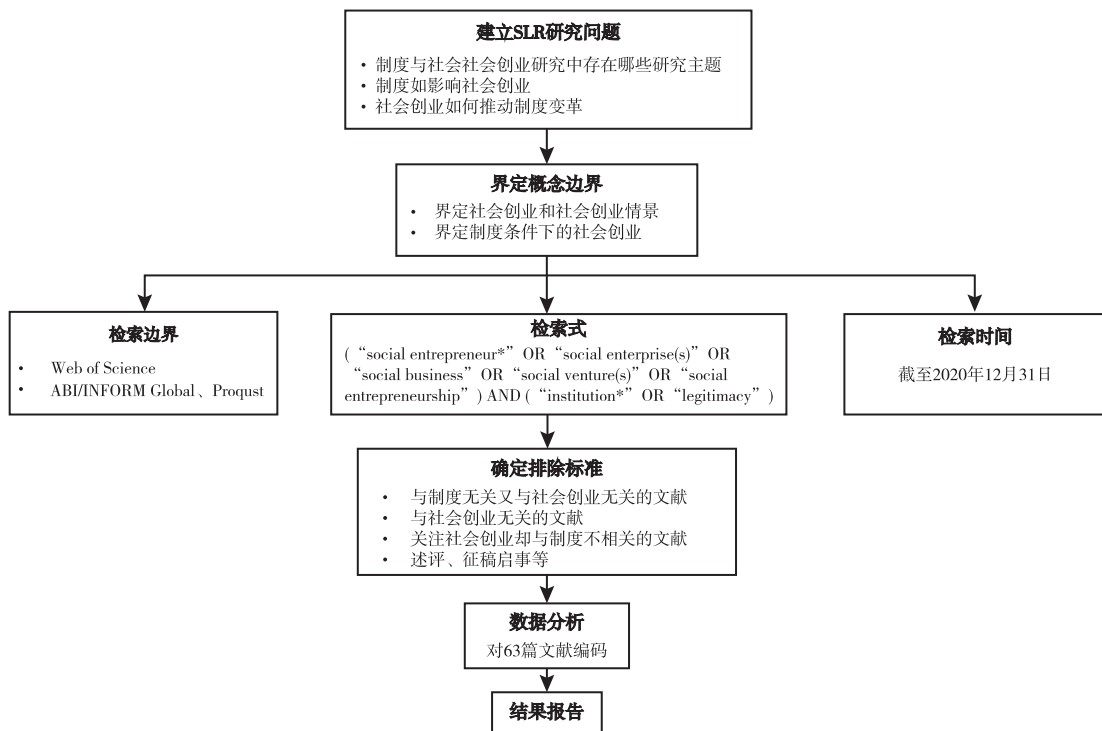 建立SLR研究问题
• 制度与社会社会创业研究中存在哪些研究主题
• 制度如影响社会创业
• 社会创业如何推动制度变革
界定概念边界
• 界定社会创业和社会创业情景
• 界定制度条件下的社会创业
检索边界
• Web of Science
• ABI/INFORM Global、Proqust
检索式
(“social entrepreneur*” OR “social enterprise(s)” OR
“social business” OR “social venture(s)” OR “social
entrepreneurship”) AND (“institution*” OR “legitimacy”)
检索时间
截至2020年12月31日
确定排除标准
• 与制度无关又与社会创业无关的文献
• 与社会创业无关的文献
• 关注社会创业却与制度不相关的文献
• 述评、征稿启事等
数据分析
对63篇文献编码
结果报告